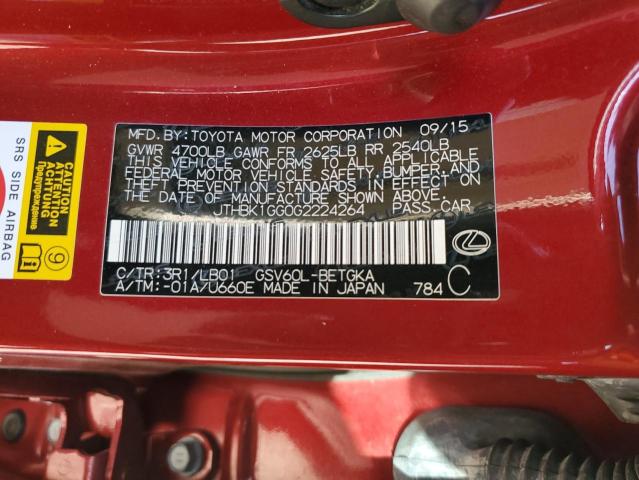 MFD. BY: TOYOTA MOTOR CORPORATION 09/15
GVWR 4700LB GAWR FR 2625LB RR 2540LB
THIS VEHICLE CONFORMS TO ALL APPLICABLE
FEDERAL MOTOR VEHICLE SAFETY, BUMPER, AND
THEFT PREVENTION STANDARDS IN EFFECT ON
THE DATE OF MANUFACTURE SHOWN ABOVE.
JTHBK1GG0G2224264 PASS-CAR
C/TR:3R1/LB01 GSV60L-BETGKA
A/TM:-01A/U660E MADE IN JAPAN 784 C
SRS SIDE AIRBAG
CAUTION
ATTENTION
Предупреждение
9